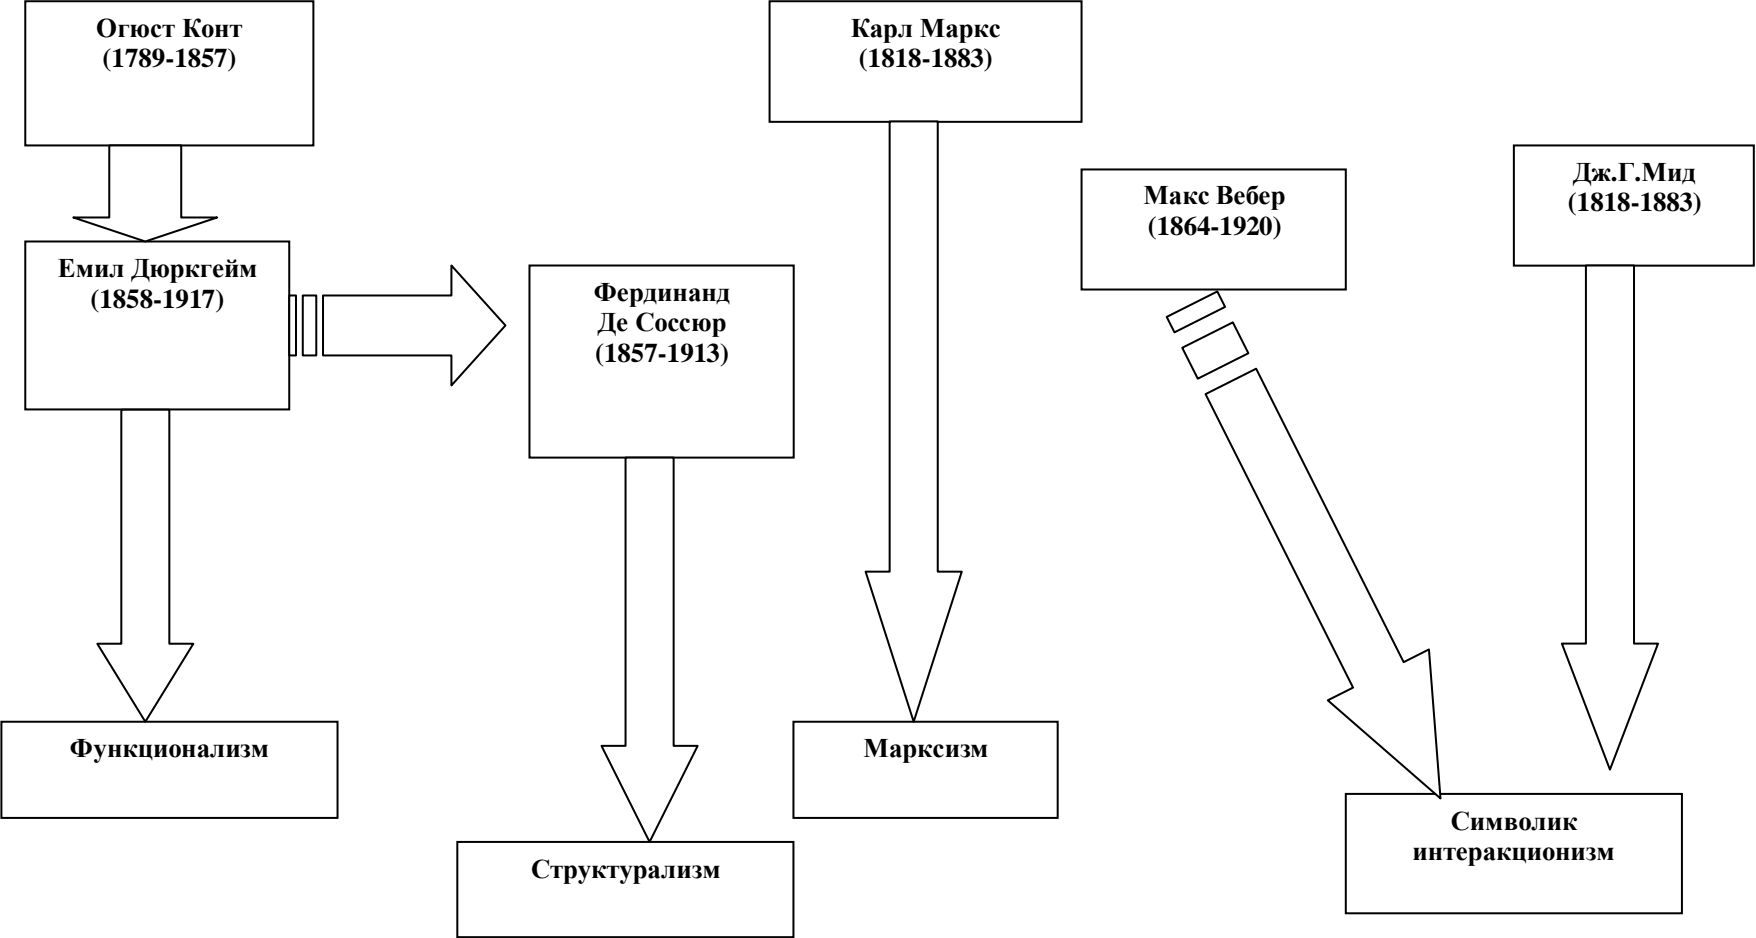 Огюст Конт
(1789-1857)
Карл Маркс
(1818-1883)
Дж.Г.Мид
(1818-1883)
Макс Вебер
(1864-1920)
Емил Дюркгейм
(1858-1917)
Фердинанд
Де Соссюр
(1857-1913)
Функционализм
Марксизм
Структурализм
Символик
интеракционизм